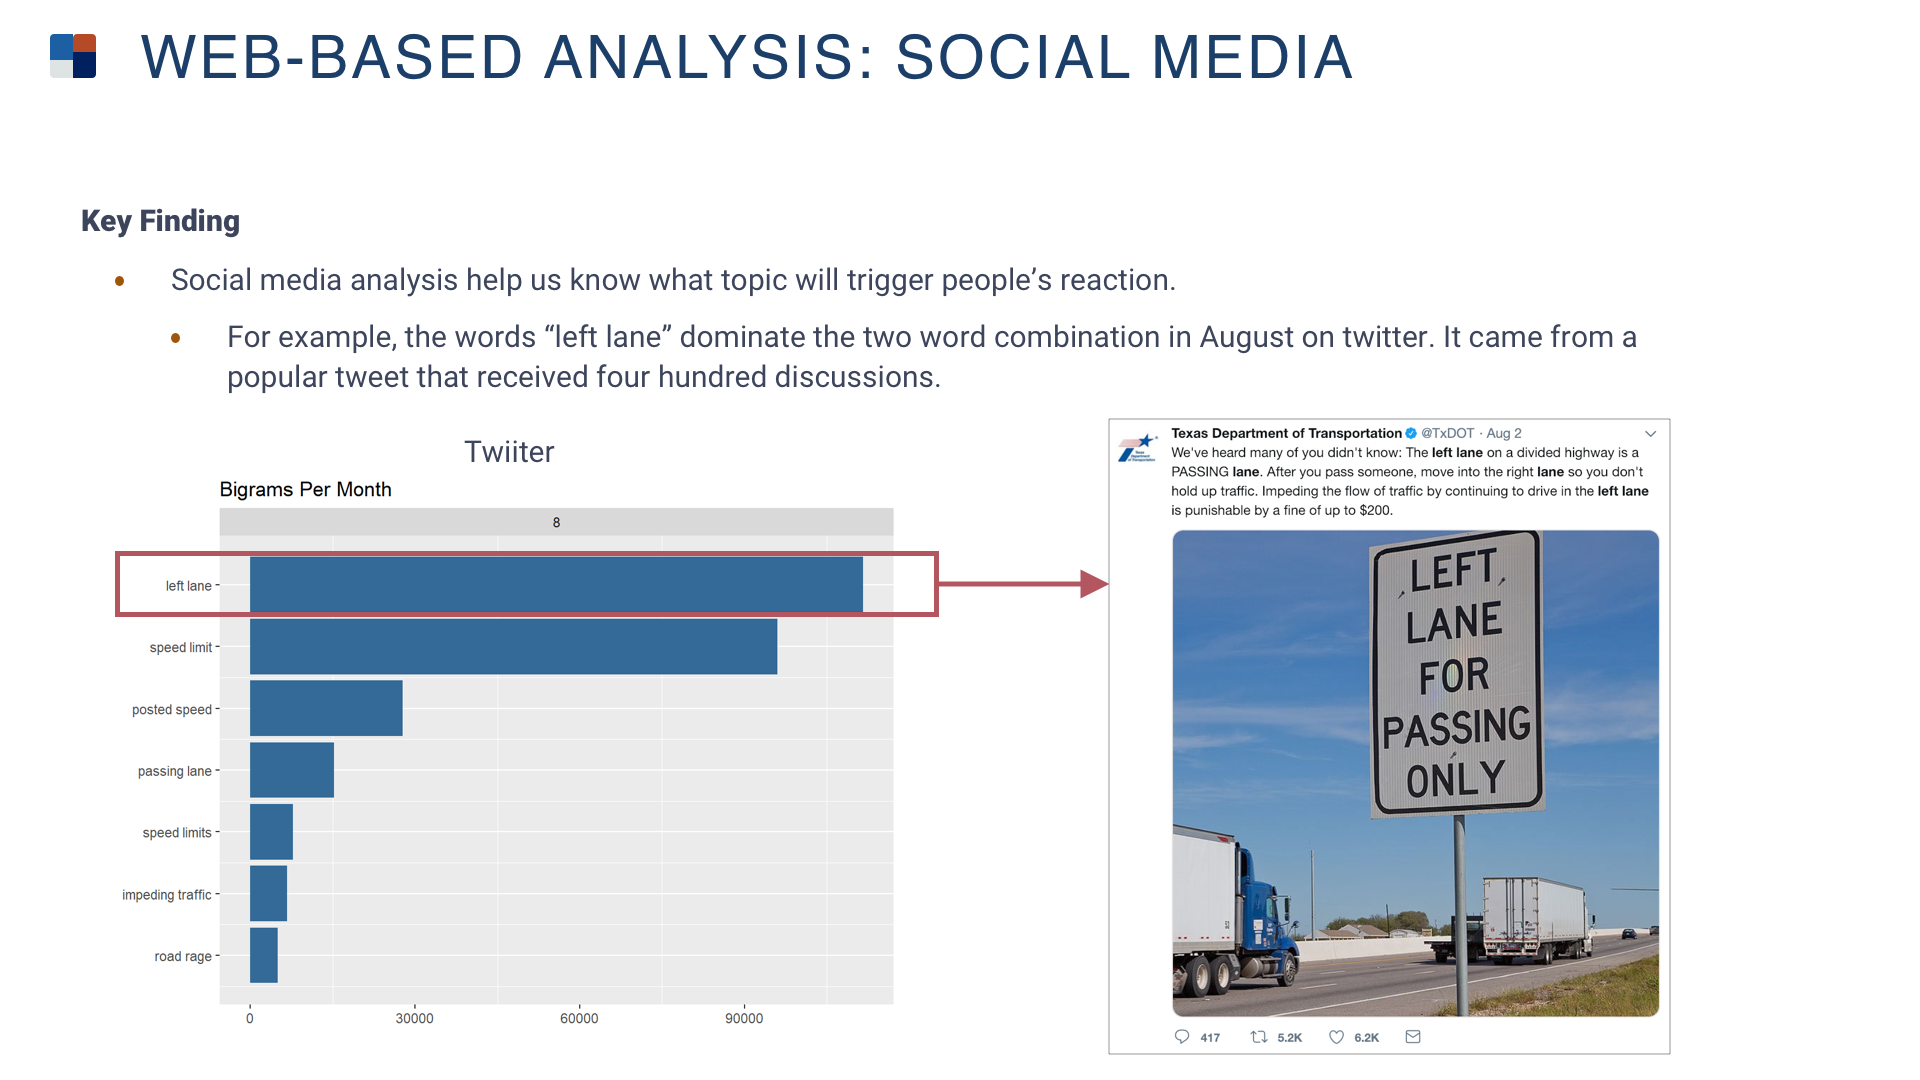 WEB-BASED ANALYSIS: SOCIAL MEDIA
Key Finding
• Social media analysis help us know what topic will trigger people’s reaction.
• For example, the words “left lane” dominate the two word combination in August on twitter. It came from a
popular tweet that received four hundred discussions.
Twiiter
Bigrams Per Month
8
left lane
speed limit
posted speed
passing lane
speed limits
impeding traffic
road rage
0 30000 60000 90000
Texas Department of Transportation @TxDOT · Aug 2
We've heard many of you didn't know: The left lane on a divided highway is a
PASSING lane. After you pass someone, move into the right lane so you don't
hold up traffic. Impeding the flow of traffic by continuing to drive in the left lane
is punishable by a fine of up to $200.
LEFT
LANE
FOR
PASSING
ONLY
417 5.2K 6.2K